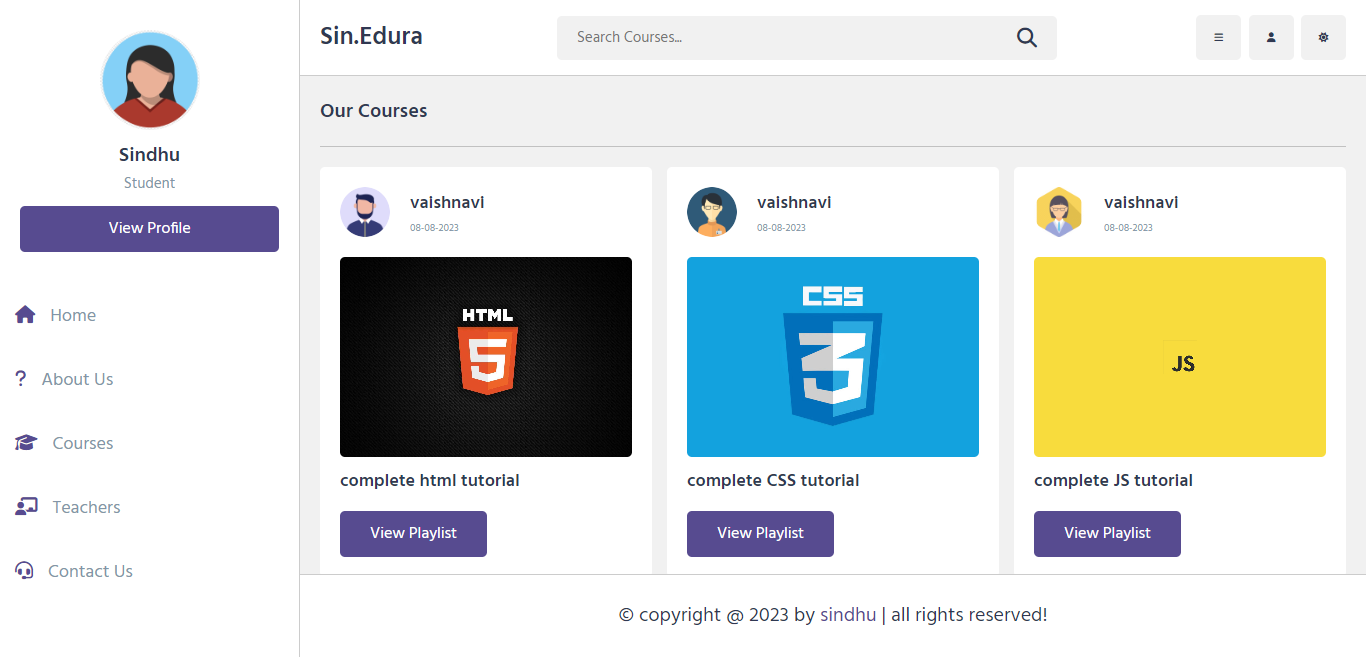 Sindhu
Student
View Profile
Home
? About Us
Courses
Teachers
Contact Us
Sin.Edura
Search Courses...
Our Courses
vaishnavi
08-08-2023
HTML
5
complete html tutorial
View Playlist
vaishnavi
08-08-2023
CSS
3
complete CSS tutorial
View Playlist
vaishnavi
08-08-2023
JS
complete JS tutorial
View Playlist
© copyright @ 2023 by sindhu | all rights reserved!